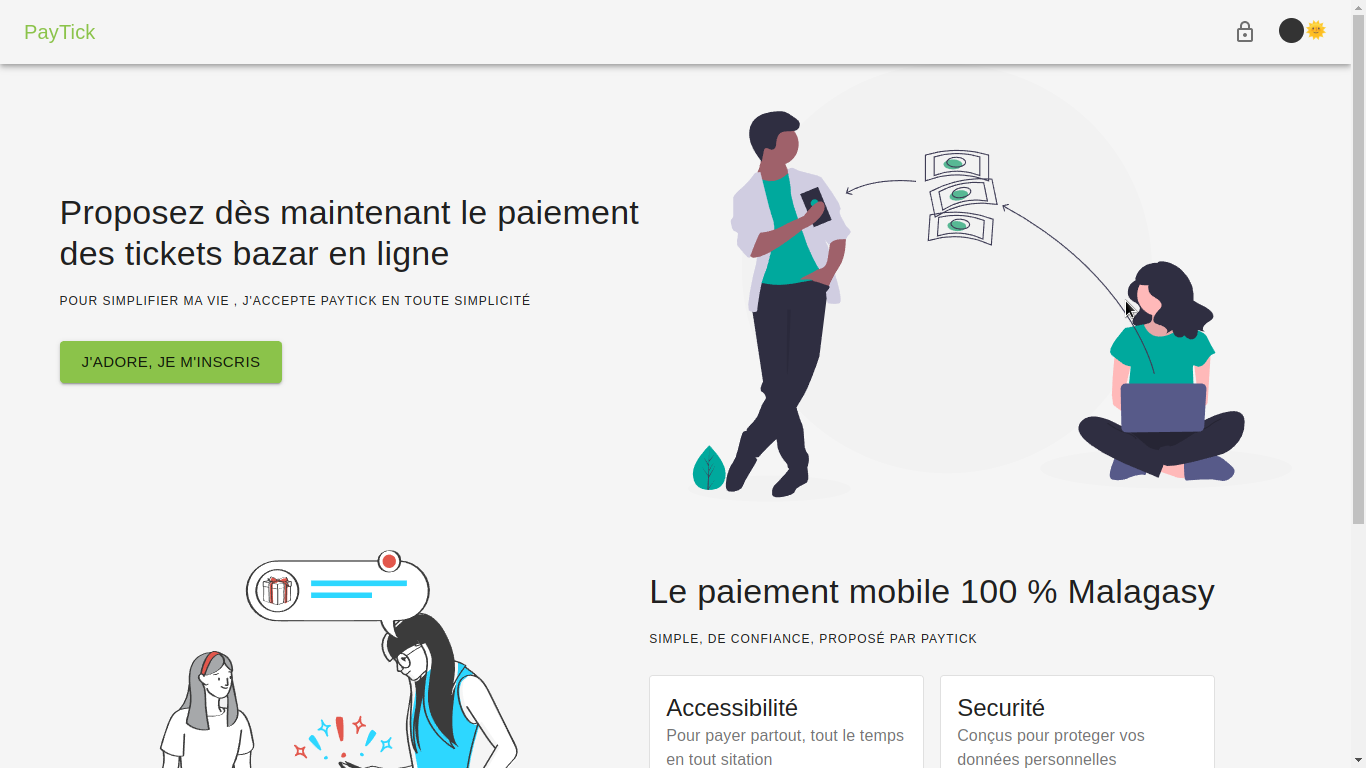 PayTick
Proposez dès maintenant le paiement
des tickets bazar en ligne
POUR SIMPLIFIER MA VIE , J'ACCEPTE PAYTICK EN TOUTE SIMPLICITÉ
J'ADORE, JE M'INSCRIS
Le paiement mobile 100 % Malagasy
SIMPLE, DE CONFIANCE, PROPOSÉ PAR PAYTICK
Accessibilité
Pour payer partout, tout le temps
en tout sitation
Securité
Conçus pour proteger vos
données personnelles